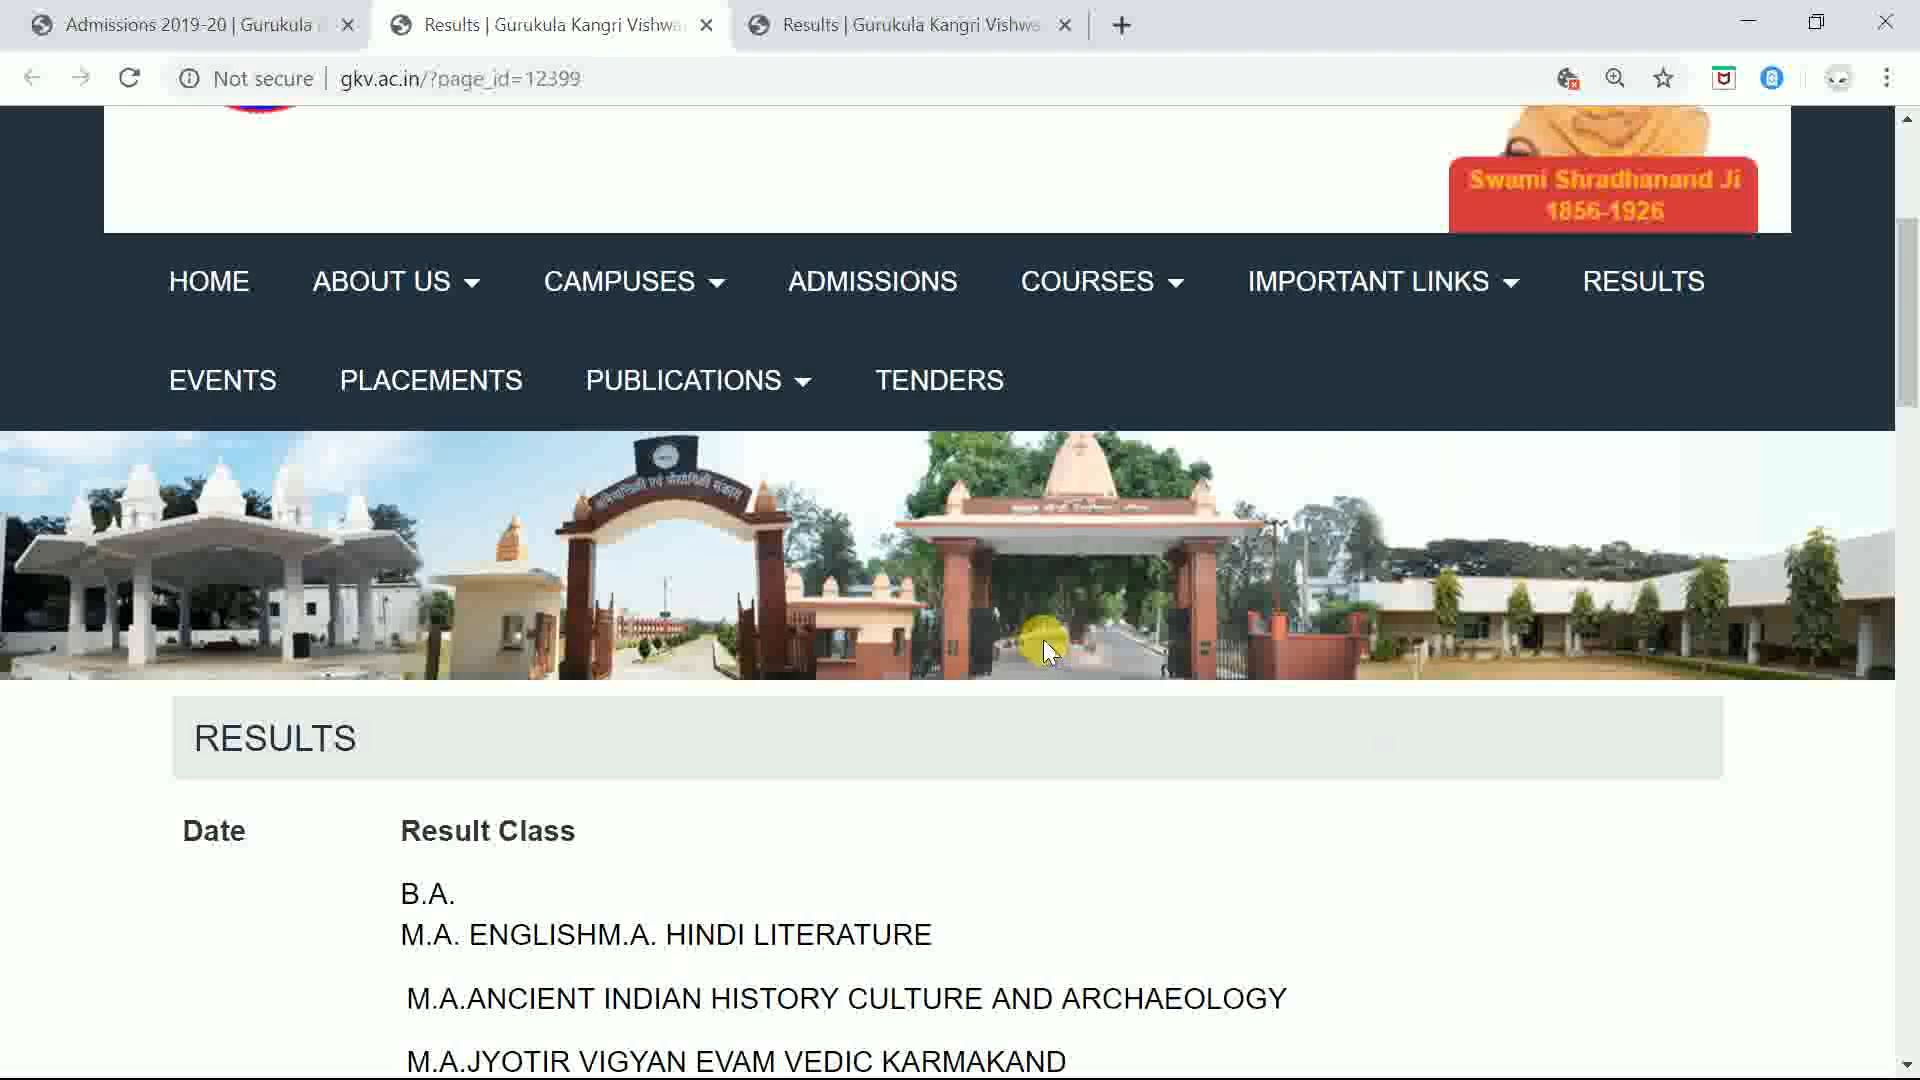 Admissions 2019-20 | Gurukula
Results | Gurukula Kangri Vishwa
Results | Gurukula Kangri Vishwa
Not secure | gkv.ac.in/?page_id=12399
Swami Shradhanand Ji
1856-1926
HOME ABOUT US CAMPUSES ADMISSIONS COURSES IMPORTANT LINKS RESULTS
EVENTS PLACEMENTS PUBLICATIONS TENDERS
RESULTS
Date Result Class
B.A.
M.A. ENGLISHM.A. HINDI LITERATURE
M.A.ANCIENT INDIAN HISTORY CULTURE AND ARCHAEOLOGY
M.A.JYOTIR VIGYAN EVAM VEDIC KARMAKAND